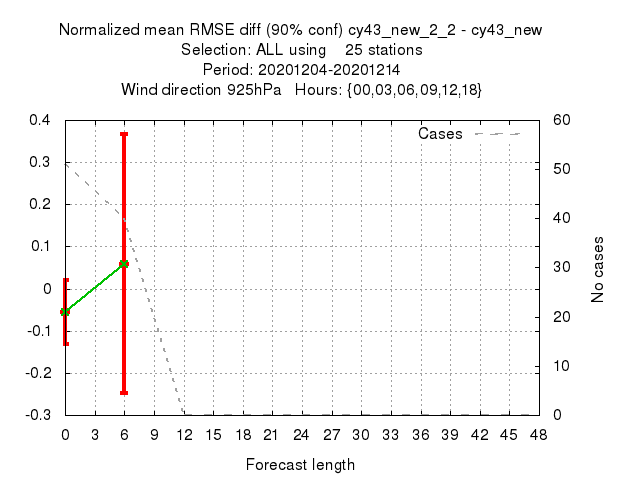 Normalized mean RMSE diff (90% conf) cy43_new_2_2 - cy43_new
Selection: ALL using 25 stations
Period: 20201204-20201214
Wind direction 925hPa Hours: {00,03,06,09,12,18}
Cases
0.4
0.3
0.2
0.1
0
-0.1
-0.2
-0.3
60
50
40
30
20
10
0
No cases
0 3 6 9 12 15 18 21 24 27 30 33 36 39 42 45 48
Forecast length